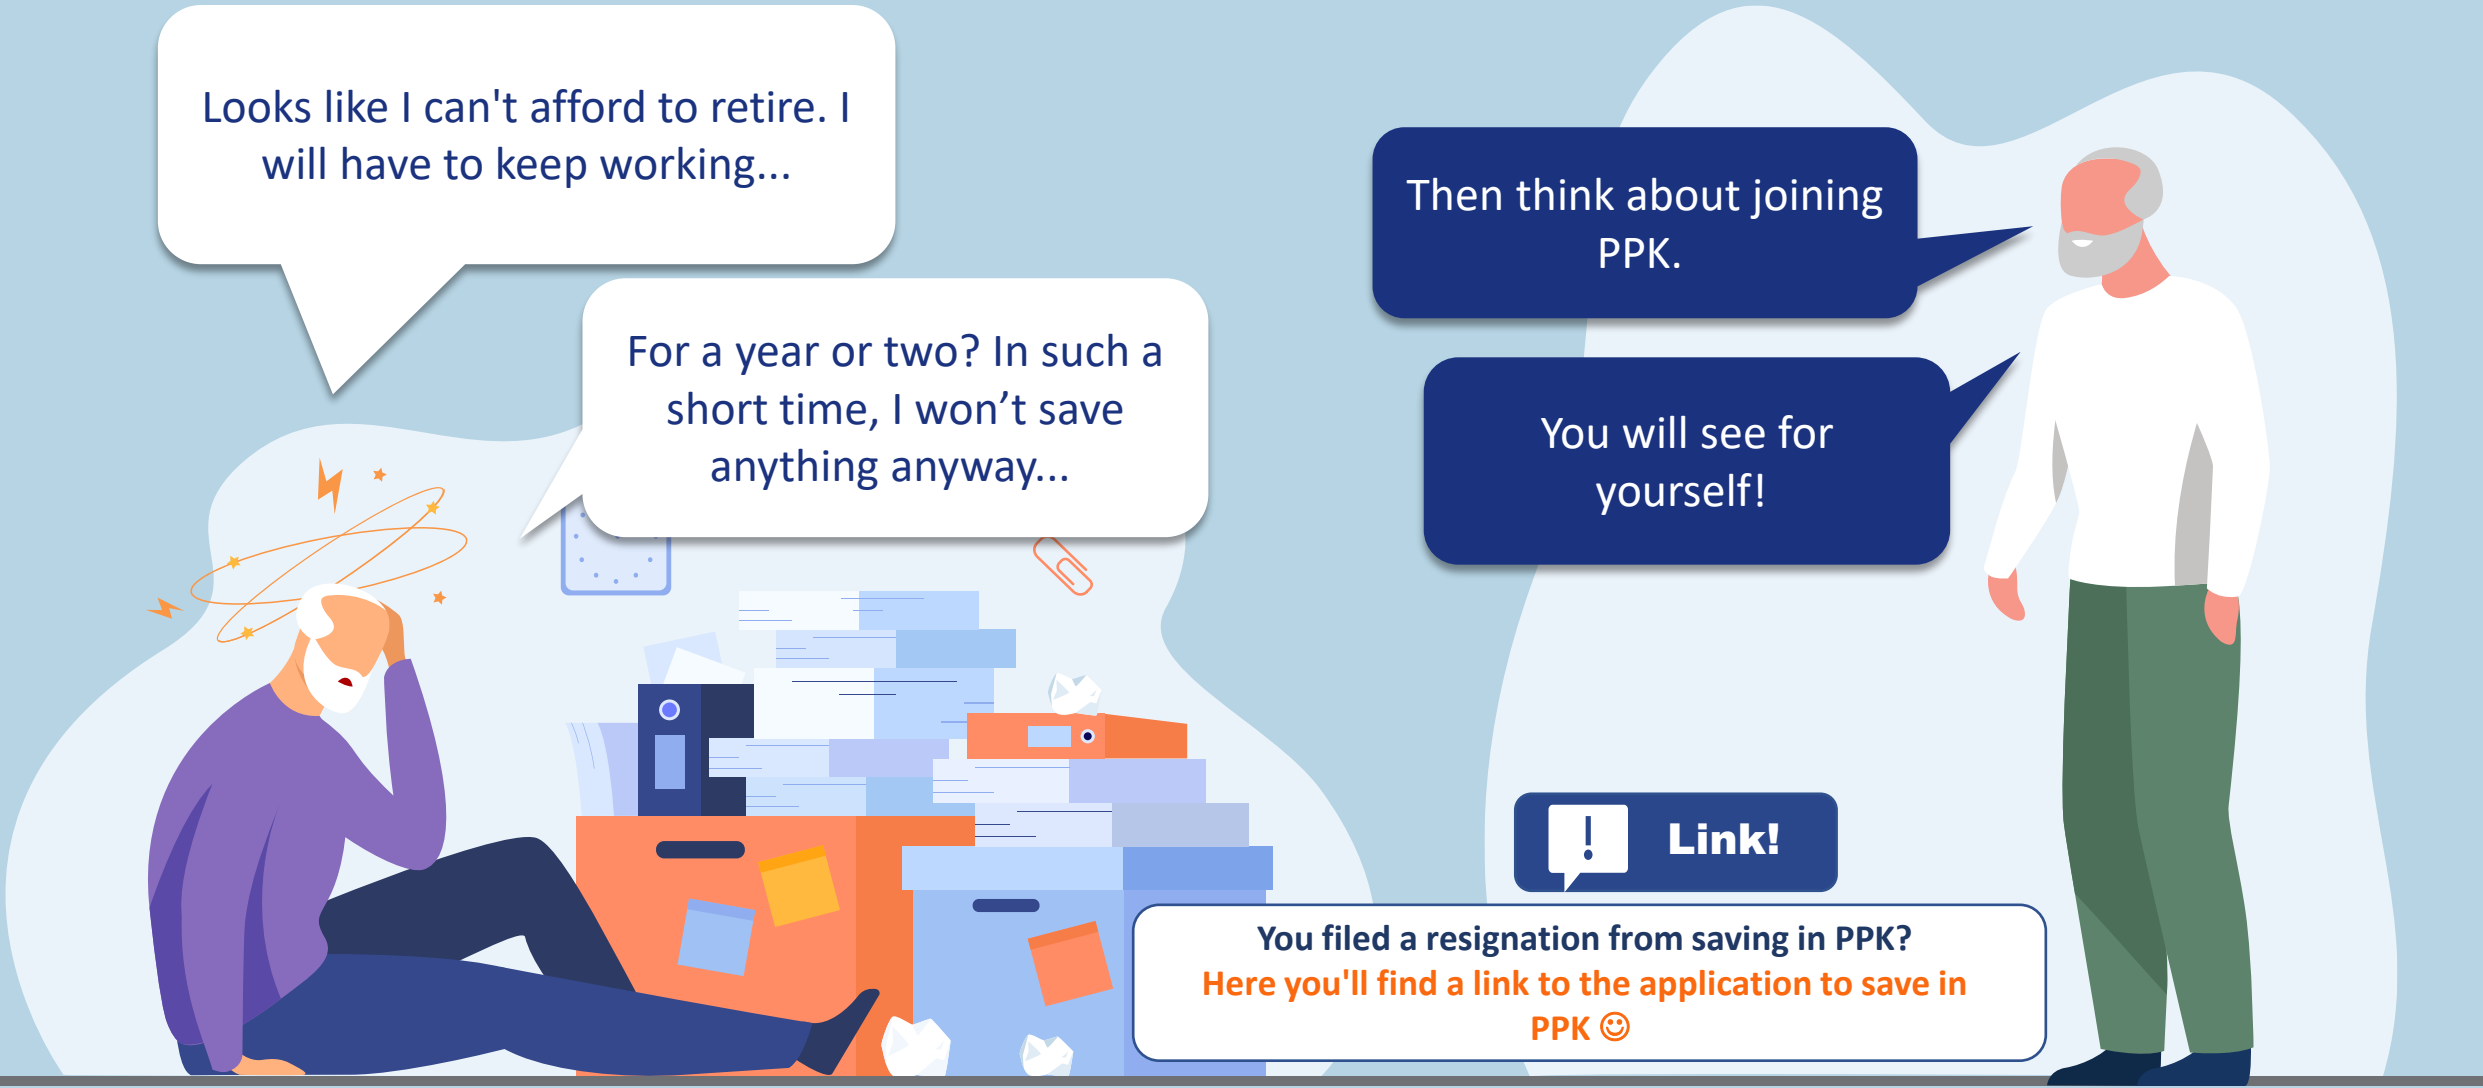 Looks like I can't afford to retire. I
will have to keep working...
Then think about joining
PPK.
For a year or two? In such a
short time, I won’t save
anything anyway...
You will see for
yourself!
! Link!
You filed a resignation from saving in PPK?
Here you'll find a link to the application to save in
PPK ☺